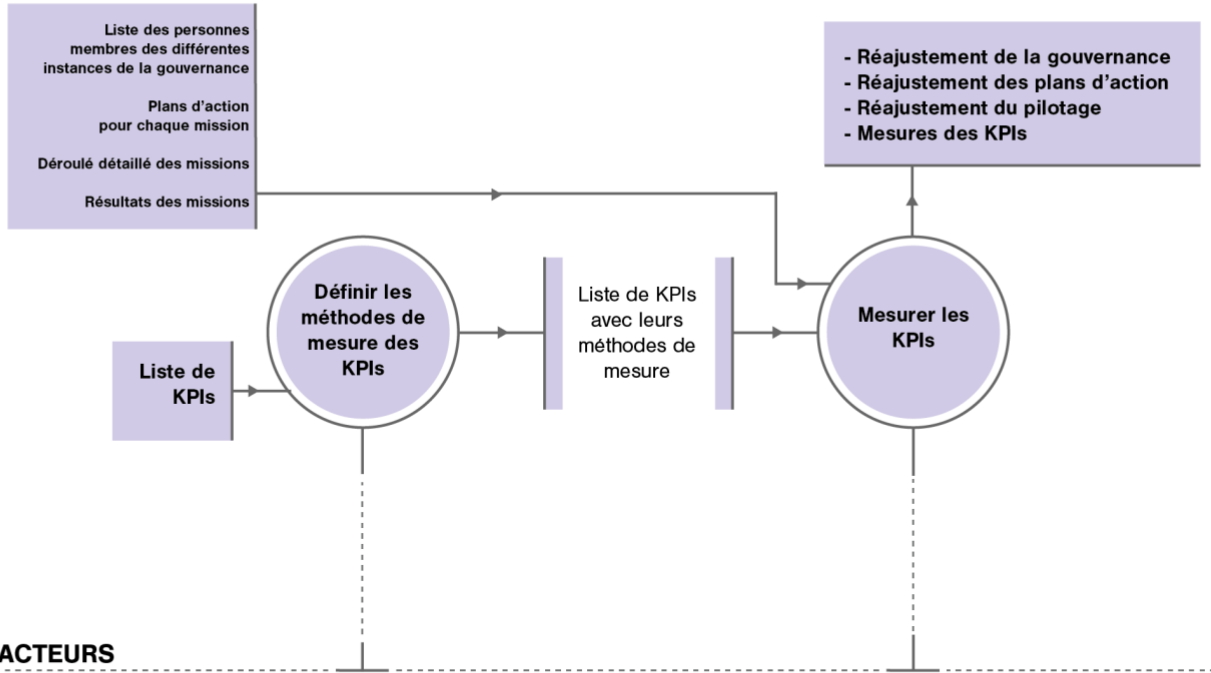 Liste des personnes
membres des différentes
instances de la gouvernance
Plans d'action
pour chaque mission
Déroulé détaillé des missions
Résultats des missions
- Réajustement de la gouvernance
- Réajustement des plans d'action
- Réajustement du pilotage
- Mesures des KPIs
Liste de
KPIs
Définir les
méthodes de
mesure des
KPIs
Liste de KPIs
avec leurs
méthodes de
mesure
Mesurer les
KPIs
ACTEURS